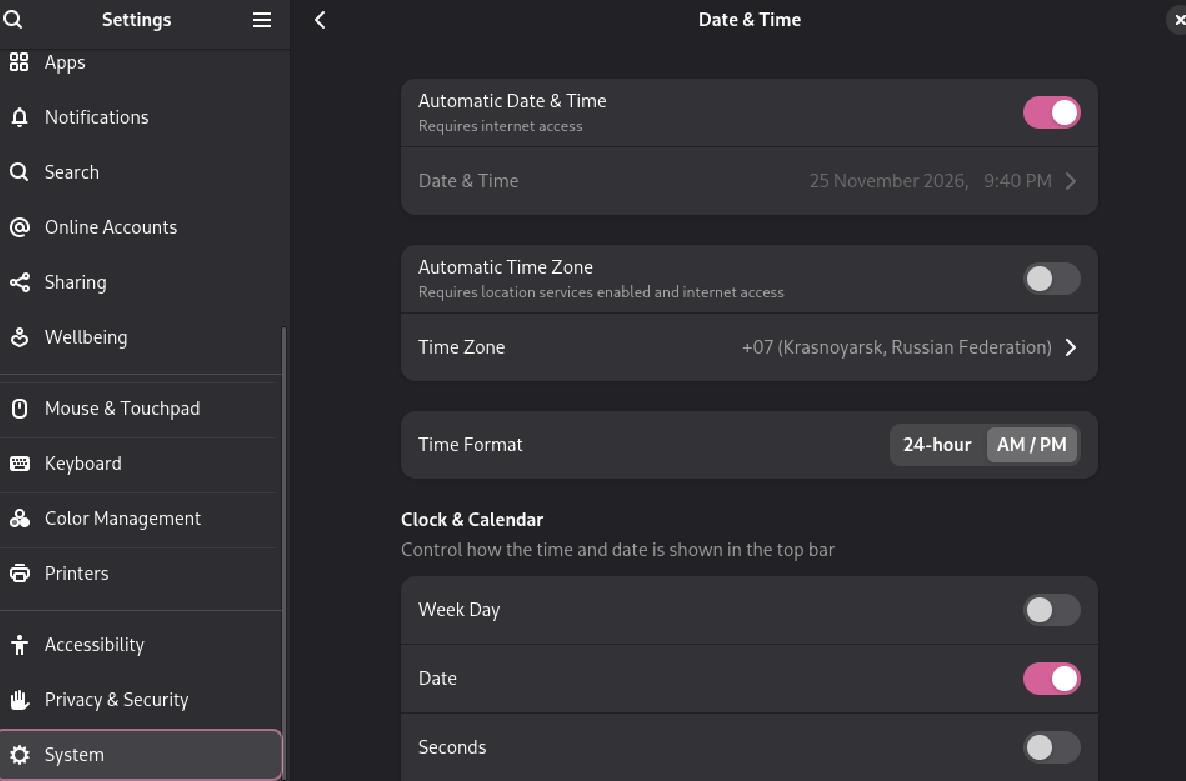 Settings
Apps
Notifications
Search
Online Accounts
Sharing
Wellbeing
Mouse & Touchpad
Keyboard
Color Management
Printers
Accessibility
Privacy & Security
System
Date & Time
Automatic Date & Time
Requires internet access
Date & Time 25 November 2026, 9:40 PM
Automatic Time Zone
Requires location services enabled and internet access
Time Zone +07 (Krasnoyarsk, Russian Federation)
Time Format 24-hour AM / PM
Clock & Calendar
Control how the time and date is shown in the top bar
Week Day
Date
Seconds